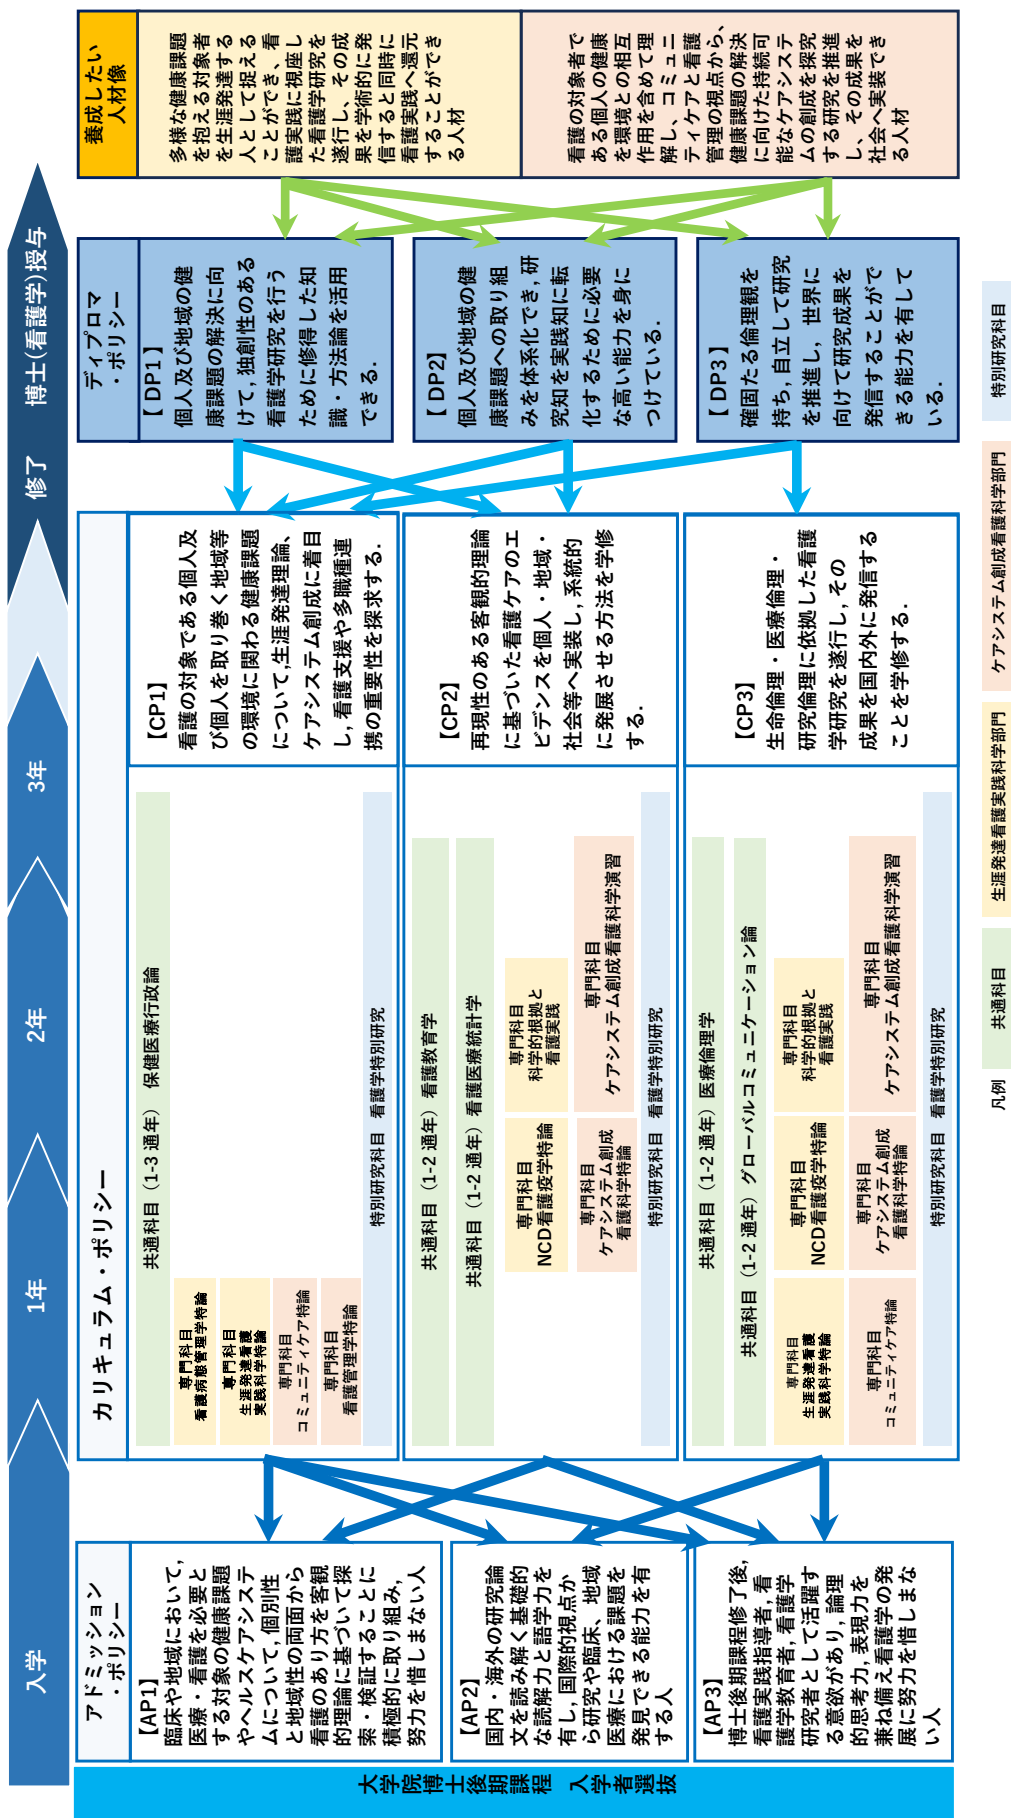 入学
1年
2年
3年
修了
博士(看護学)授与
アドミッション
・ポリシー
カリキュラム・ポリシー
ディプロマ
・ポリシー
養成したい
人材像
大学院博士後期課程 入学者選抜
【AP1】
臨床や地域において,
医療・看護を必要と
する対象の健康課題
やヘルスケアシステ
ムについて, 個別性
と地域性の両面から
看護のあり方を客観
的理論に基づいて探
索・検証することに
積極的に取り組み,
努力を惜しまない人
【AP2】
国内・海外の研究論
文を読み解く基礎的
な読解力と語学力を
有し, 国際的視点か
ら研究や臨床、地域
医療における課題を
発見できる能力を有
する人
【AP3】
博士後期課程修了後,
看護実践指導者, 看
護学教育者, 看護学
研究者として活躍す
る意欲があり, 論理
的思考力, 表現力を
兼ね備え看護学の発
展に努力を惜しまな
い人
共通科目(1-3 通年) 保健医療行政論
専門科目
看護病態管理学特論
専門科目
生涯発達看護
実践科学特論
専門科目
コミュニティケア特論
専門科目
看護管理学特論
特別研究科目 看護学特別研究
【CP1】
看護の対象である個人及
び個人を取り巻く地域等
の環境に関わる健康課題
について,生涯発達理論、
ケアシステム創成に着目
し, 看護支援や多職種連
携の重要性を探求する.
共通科目(1-2 通年) 看護教育学
共通科目(1-2 通年) 看護医療統計学
専門科目
NCD看護疫学特論
専門科目
科学的根拠と
看護実践
専門科目
ケアシステム創成
看護科学特論
専門科目
ケアシステム創成看護科学演習
特別研究科目 看護学特別研究
【CP2】
再現性のある客観的理論
に基づいた看護ケアのエ
ビデンスを個人・地域・
社会等へ実装し, 系統的
に発展させる方法を学修
する.
共通科目(1-2 通年) 医療倫理学
共通科目(1-2 通年) グローバルコミュニケーション論
専門科目
生涯発達看護
実践科学特論
専門科目
NCD看護疫学特論
専門科目
科学的根拠と
看護実践
専門科目
コミュニティケア特論
専門科目
ケアシステム創成
看護科学特論
専門科目
ケアシステム創成看護科学演習
特別研究科目 看護学特別研究
【CP3】
生命倫理・医療倫理・
研究倫理に依拠した看護
学研究を遂行し, その
成果を国内外に発信する
ことを学修する.
【DP1】
個人及び地域の健
康課題の解決に向
けて, 独創性のある
看護学研究を行う
ために修得した知
識・方法論を活用
できる.
【DP2】
個人及び地域の健
康課題への取り組
みを体系化でき, 研
究知を実践知に転
化するために必要
な高い能力を身に
つけている.
【DP3】
確固たる倫理観を
持ち, 自立して研究
を推進し, 世界に
向けて研究成果を
発信することがで
きる能力を有して
いる.
多様な健康課題
を抱える対象者
を生涯発達する
人として捉える
ことができ、看
護実践に視座し
た看護学研究を
遂行し、その成
果を学術的に発
信すると同時に
看護実践へ還元
することができ
る人材
看護の対象者で
ある個人の健康
を環境との相互
作用を含めて理
解し、コミュニ
ティケアと看護
管理の視点から、
健康課題の解決
に向けた持続可
能なケアシステ
ムの創成を探究
する研究を推進
し、その成果を
社会へ実装でき
る人材
凡例
共通科目
生涯発達看護実践科学部門
ケアシステム創成看護科学部門
特別研究科目